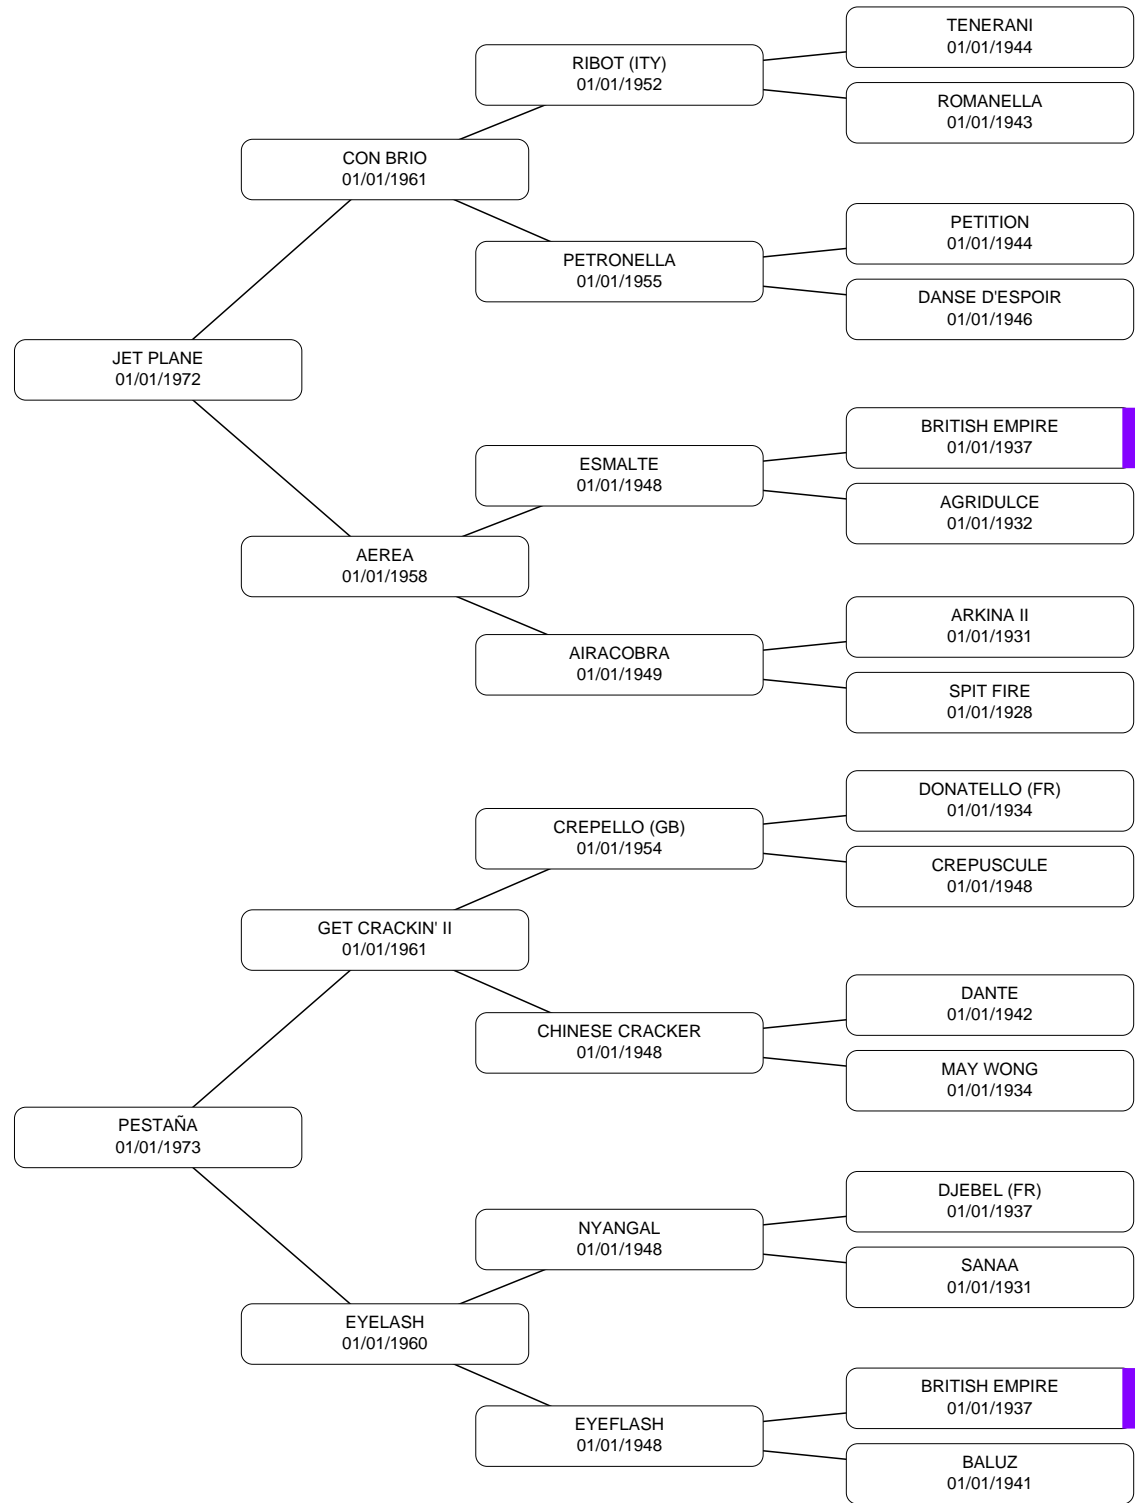 TENERANI
01/01/1944
RIBOT (ITY)
01/01/1952
ROMANELLA
01/01/1943
CON BRIO
01/01/1961
PETITION
01/01/1944
PETRONELLA
01/01/1955
DANSE D'ESPOIR
01/01/1946
JET PLANE
01/01/1972
BRITISH EMPIRE
01/01/1937
ESMALTE
01/01/1948
AGRIDULCE
01/01/1932
AEREA
01/01/1958
ARKINA II
01/01/1931
AIRACOBRA
01/01/1949
SPIT FIRE
01/01/1928
DONATELLO (FR)
01/01/1934
CREPELLO (GB)
01/01/1954
CREPUSCULE
01/01/1948
GET CRACKIN' II
01/01/1961
DANTE
01/01/1942
CHINESE CRACKER
01/01/1948
MAY WONG
01/01/1934
PESTAÑA
01/01/1973
DJEBEL (FR)
01/01/1937
NYANGAL
01/01/1948
SANAA
01/01/1931
EYELASH
01/01/1960
BRITISH EMPIRE
01/01/1937
EYEFLASH
01/01/1948
BALUZ
01/01/1941